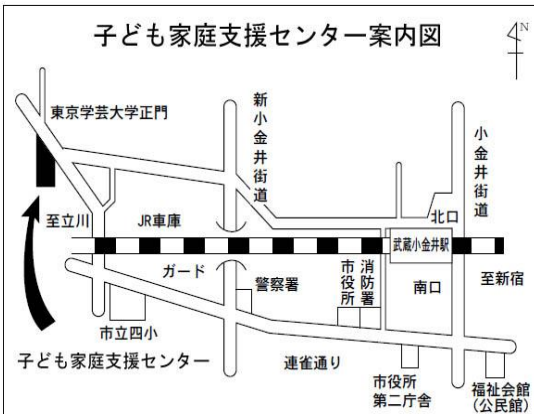 子ども家庭支援センター案内図
N
東京学芸大学正門
新小金井街道
小金井街道
北口
至立川
JR車庫
武蔵小金井駅
ガード
警察署
市役所
消防署
南口
至新宿
市立四小
子ども家庭支援センター
連雀通り
市役所
第二庁舎
福祉会館
(公民館)